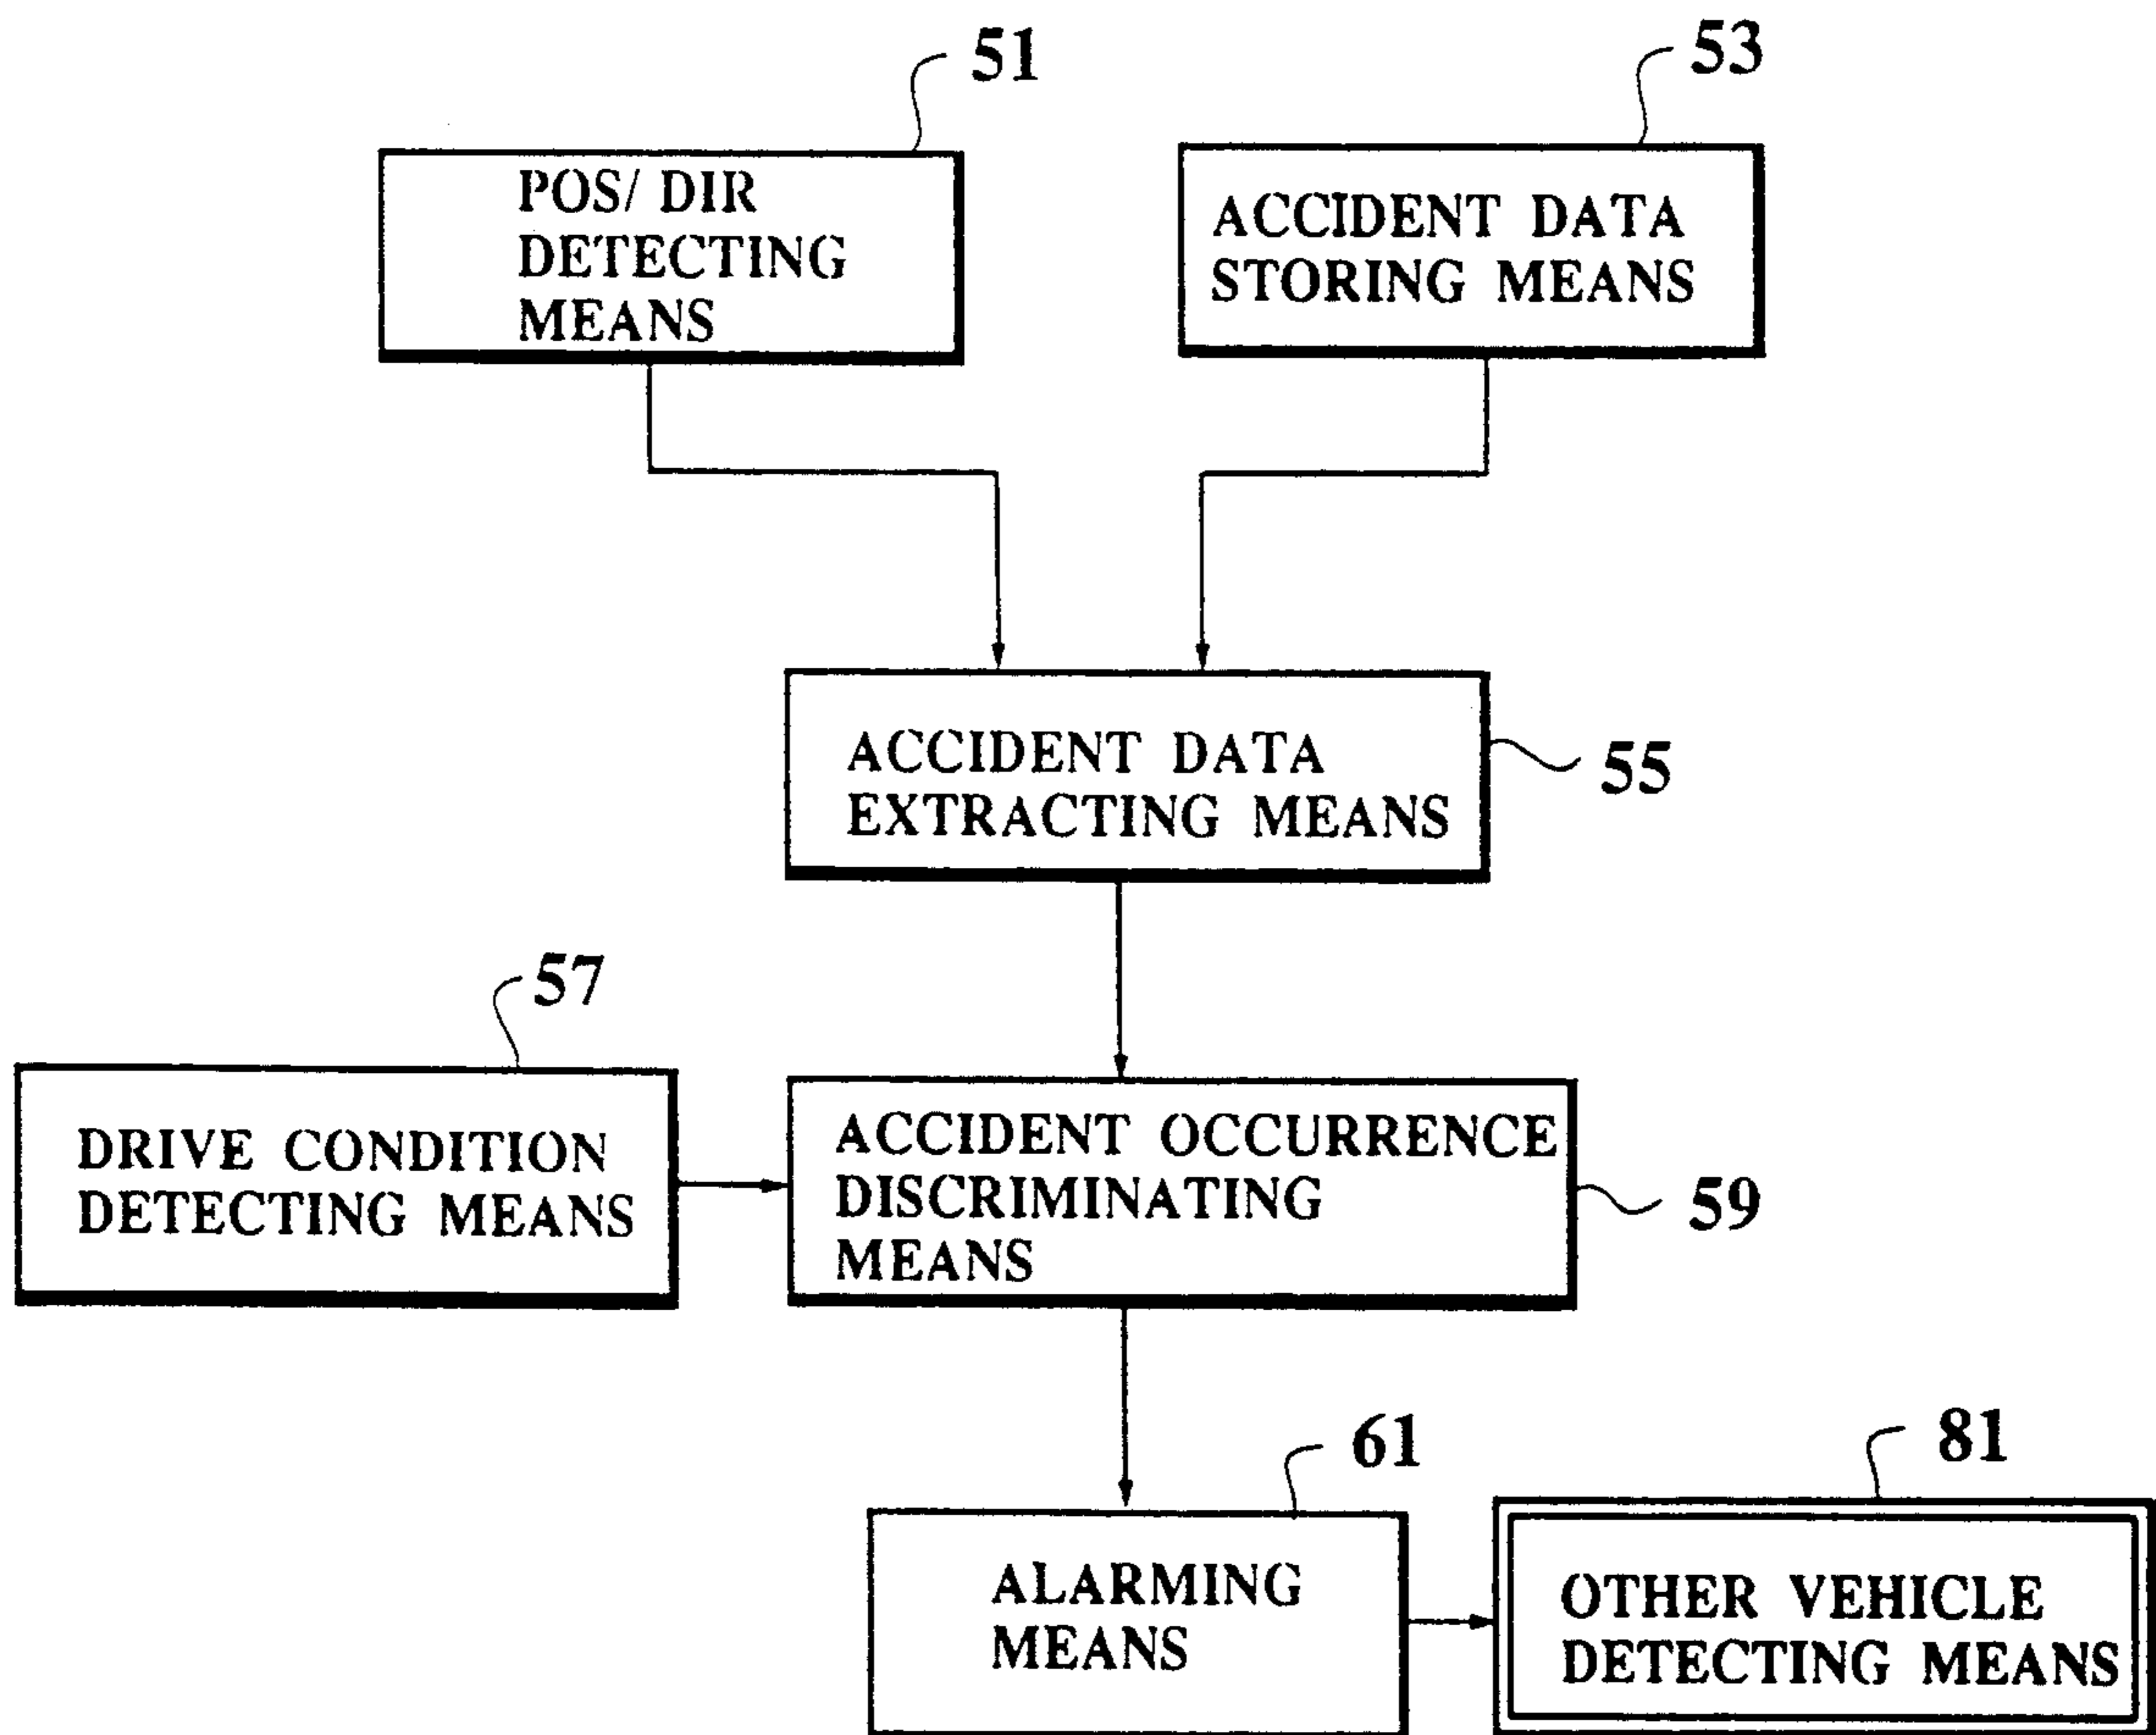 51
53
POS/ DIR
DETECTING
MEANS
ACCIDENT DATA
STORING MEANS
ACCIDENT DATA
EXTRACTING MEANS
55
57
DRIVE CONDITION
DETECTING MEANS
ACCIDENT OCCURRENCE
DISCRIMINATING
MEANS
59
61
81
ALARMING
MEANS
OTHER VEHICLE
DETECTING MEANS